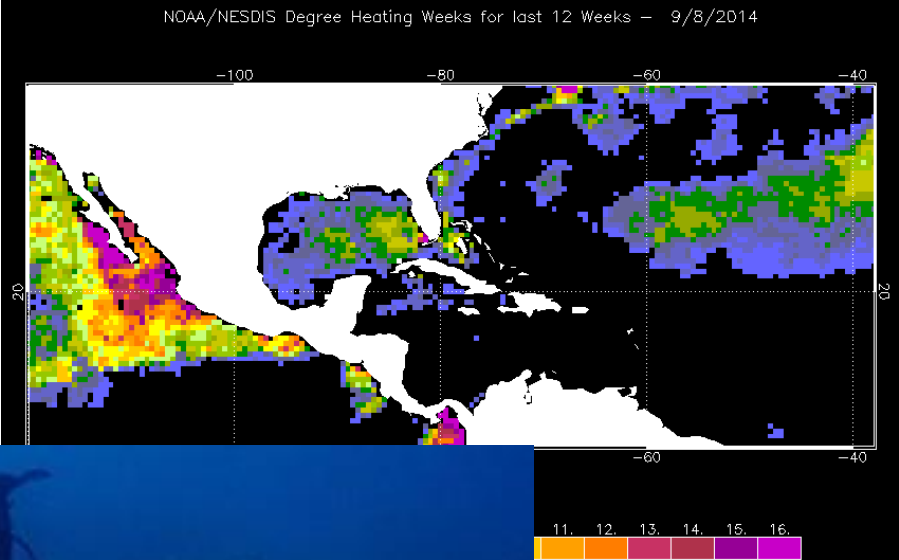 NOAA/NESDIS Degree Heating Weeks for last 12 Weeks – 9/8/2014
-100 -80 -60 -40
20 20
-60 -40
11. 12. 13. 14. 15. 16.